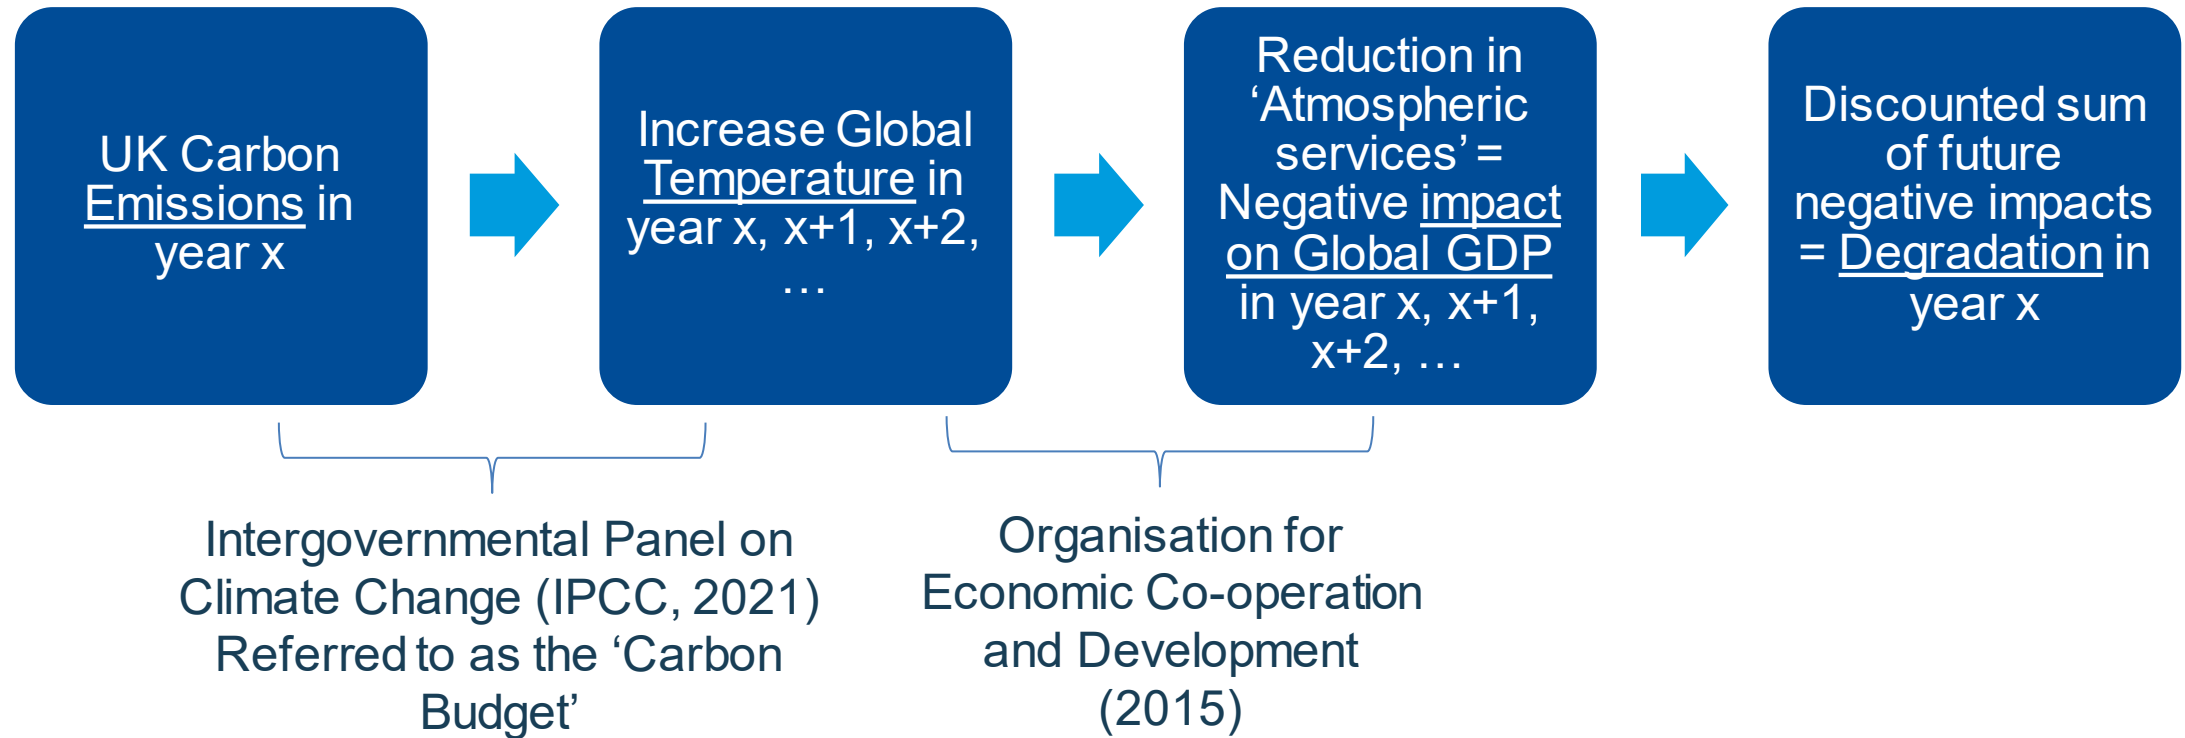 UK Carbon
Emissions in
year x
Increase Global
Temperature in
year x, x+1, x+2,
…
Reduction in
‘Atmospheric
services’ =
Negative impact
on Global GDP
in year x, x+1,
x+2, …
Discounted sum
of future
negative impacts
= Degradation in
year x
Intergovernmental Panel on
Climate Change (IPCC, 2021)
Referred to as the ‘Carbon
Budget’
Organisation for
Economic Co-operation
and Development
(2015)